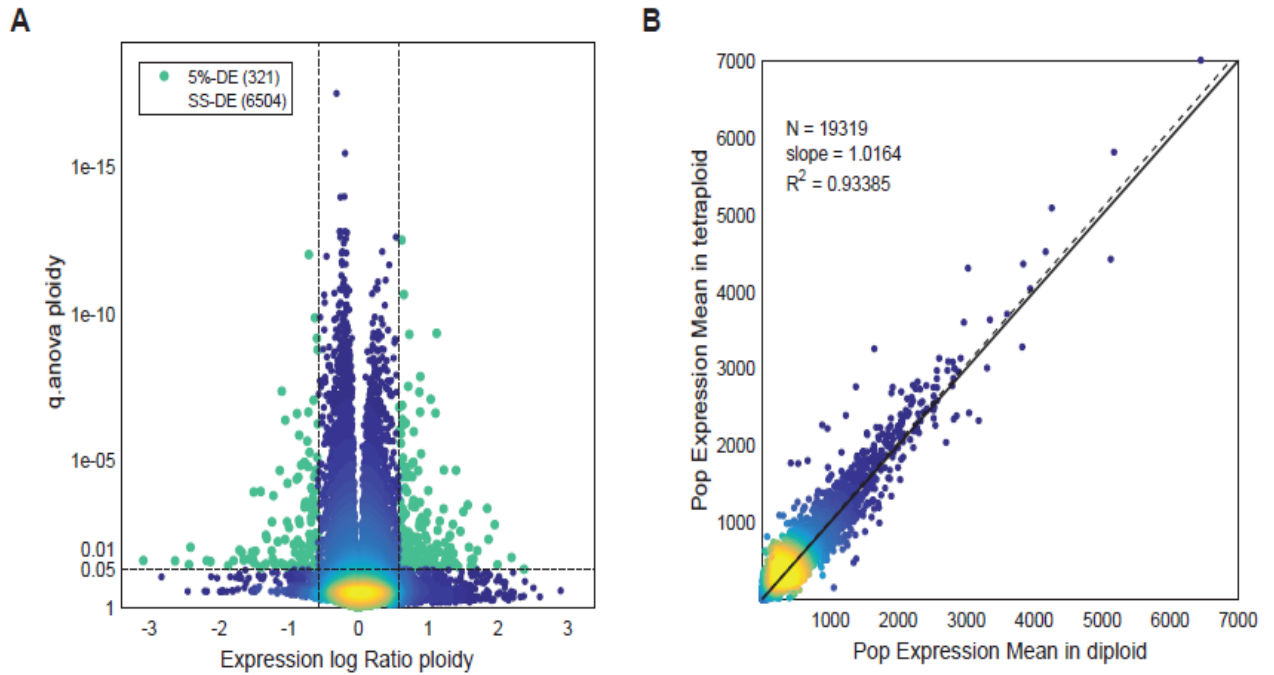 A
5%-DE (321)
SS-DE (6504)
1e-15
1e-10
1e-05
0.01
0.05
1
q.anova ploidy
-3 -2 -1 0 1 2 3
Expression log Ratio ploidy
B
N = 19319
slope = 1.0164
R² = 0.93385
7000
6000
5000
4000
3000
2000
1000
Pop Expression Mean in tetraploid
1000 2000 3000 4000 5000 6000 7000
Pop Expression Mean in diploid